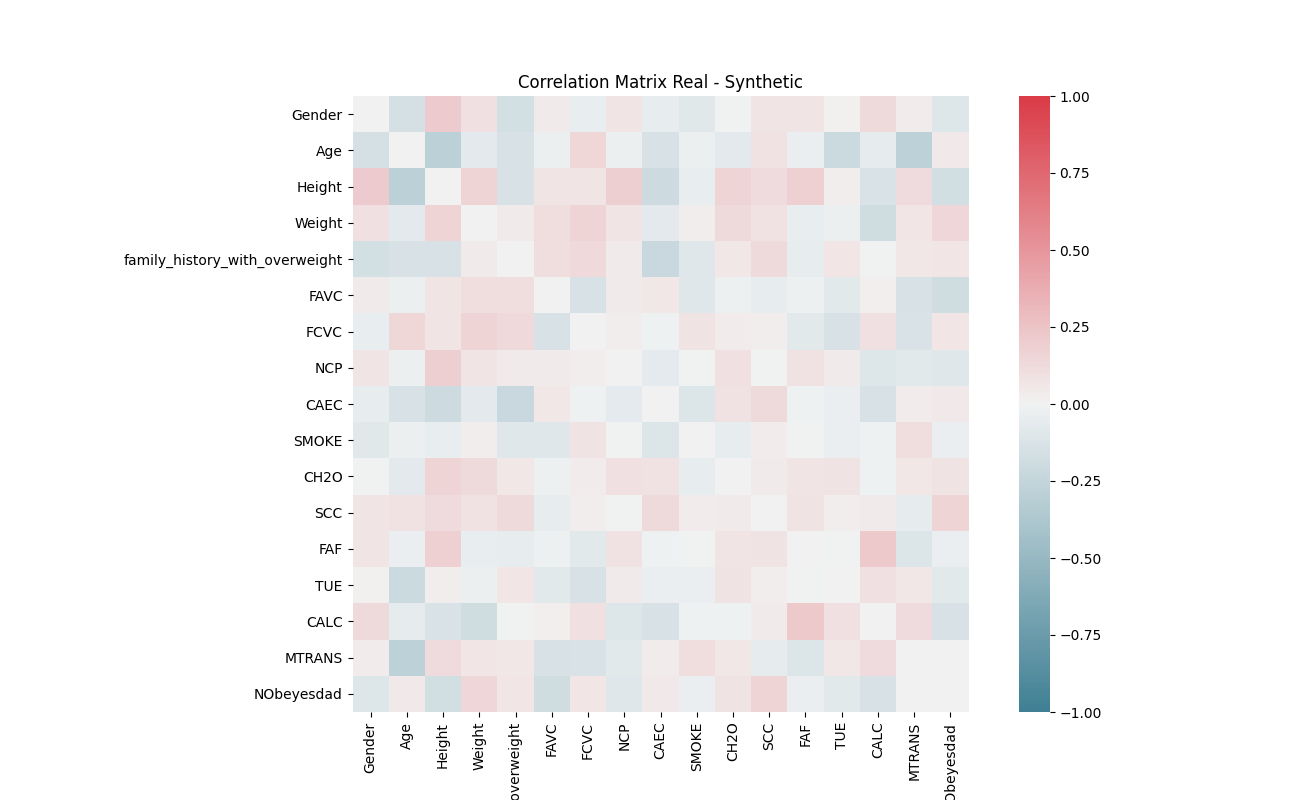 Correlation Matrix Real - Synthetic
Gender
Age
Height
Weight
family_history_with_overweight
FAVC
FCVC
NCP
CAEC
SMOKE
CH2O
SCC
FAF
TUE
CALC
MTRANS
NObeyesdad
Gender
Age
Height
Weight
overweight
FAVC
FCVC
NCP
CAEC
SMOKE
CH2O
SCC
FAF
TUE
CALC
MTRANS
Obeyesdad
1.00
0.75
0.50
0.25
0.00
−0.25
−0.50
−0.75
−1.00